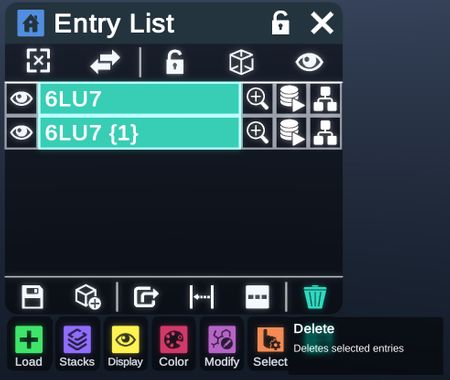 Entry List
6LU7
6LU7 {1}
Delete
Deletes selected entries
Load
Stacks
Display
Color
Modify
Select